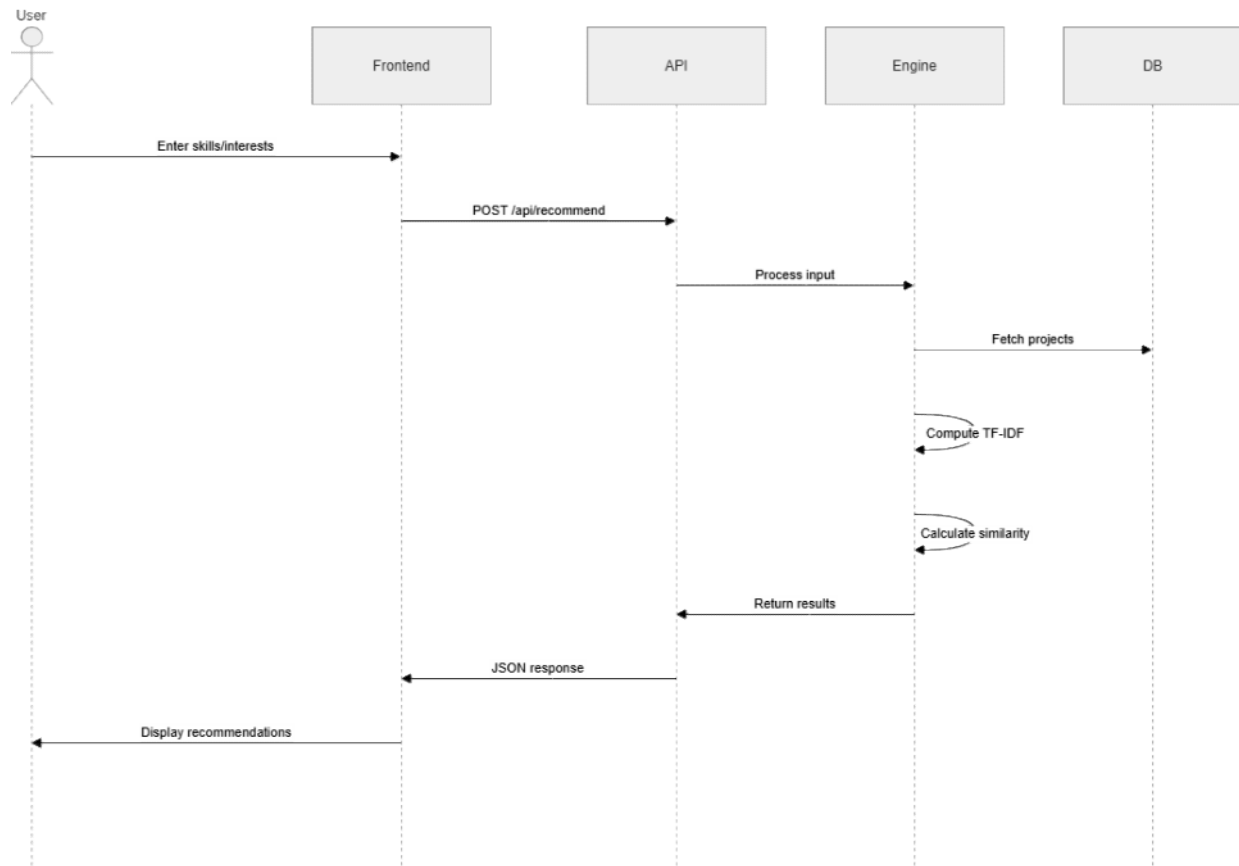 User
Frontend
API
Engine
DB
Enter skills/interests
POST /api/recommend
Process input
Fetch projects
Compute TF-IDF
Calculate similarity
Return results
JSON response
Display recommendations